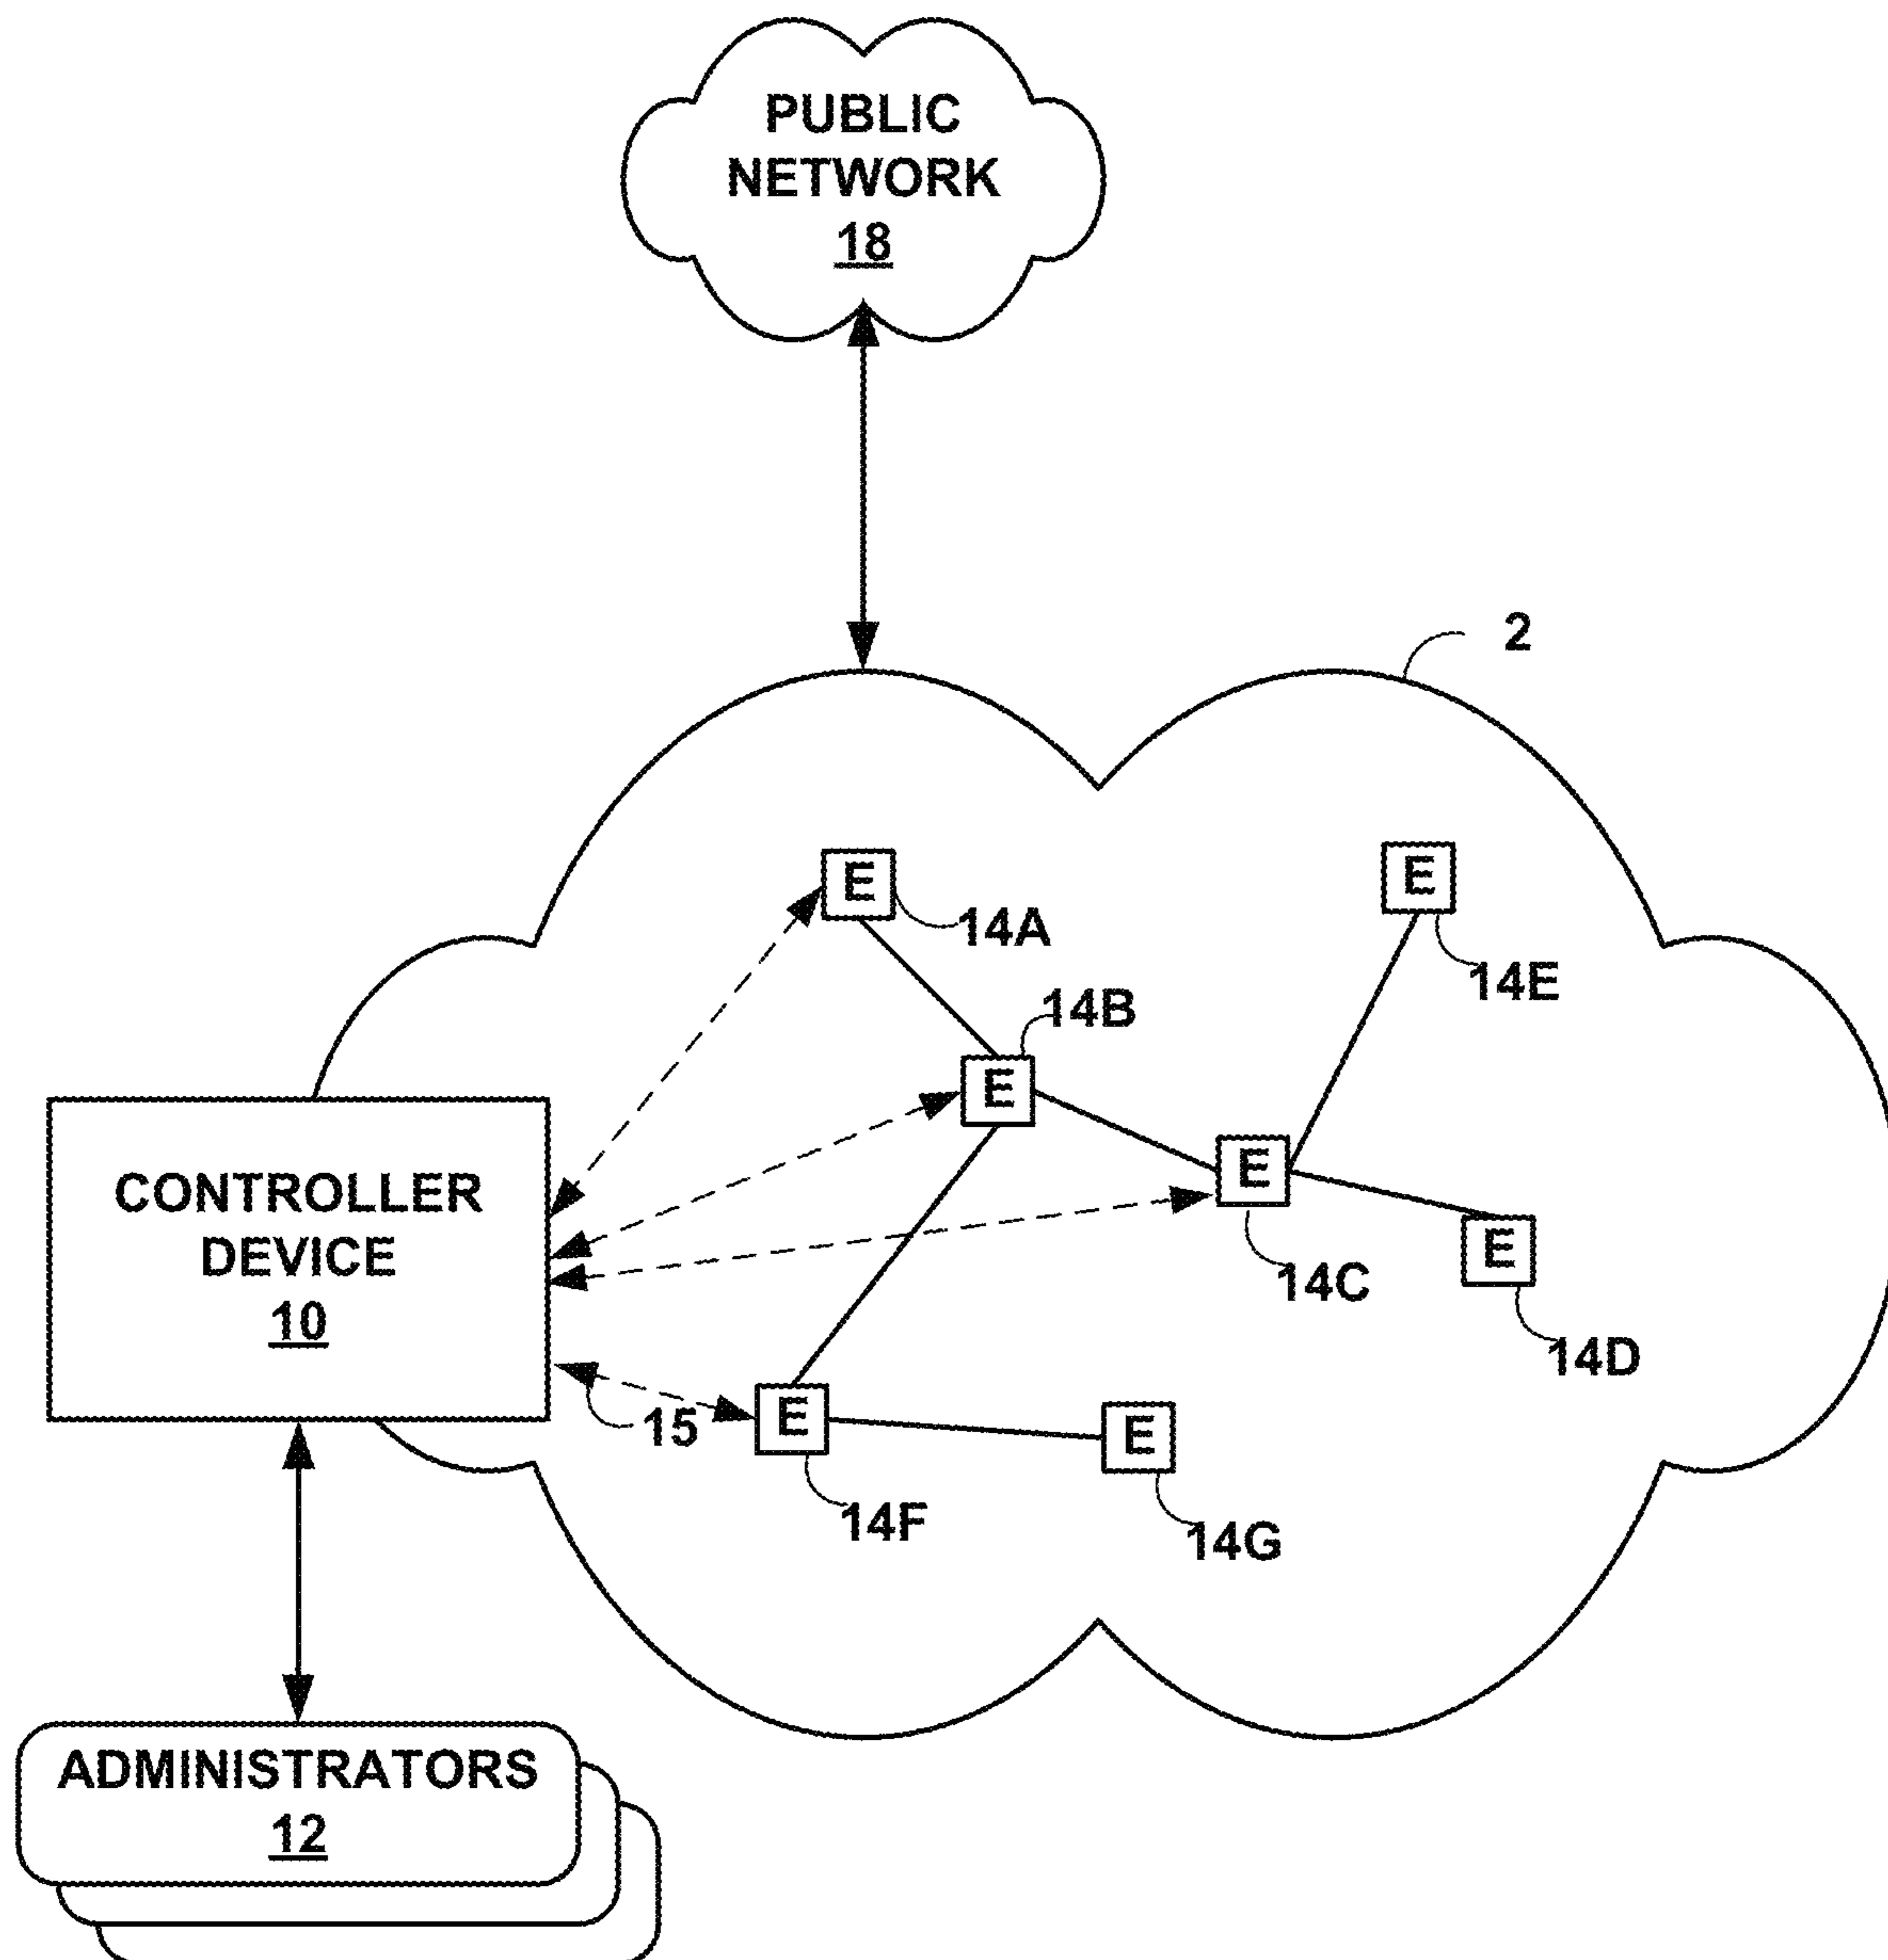 PUBLIC
NETWORK
18
2
E
14A
E
14E
14B
E
CONTROLLER
DEVICE
10
E
14C
E
14D
15
E
14F
E
14G
ADMINISTRATORS
12